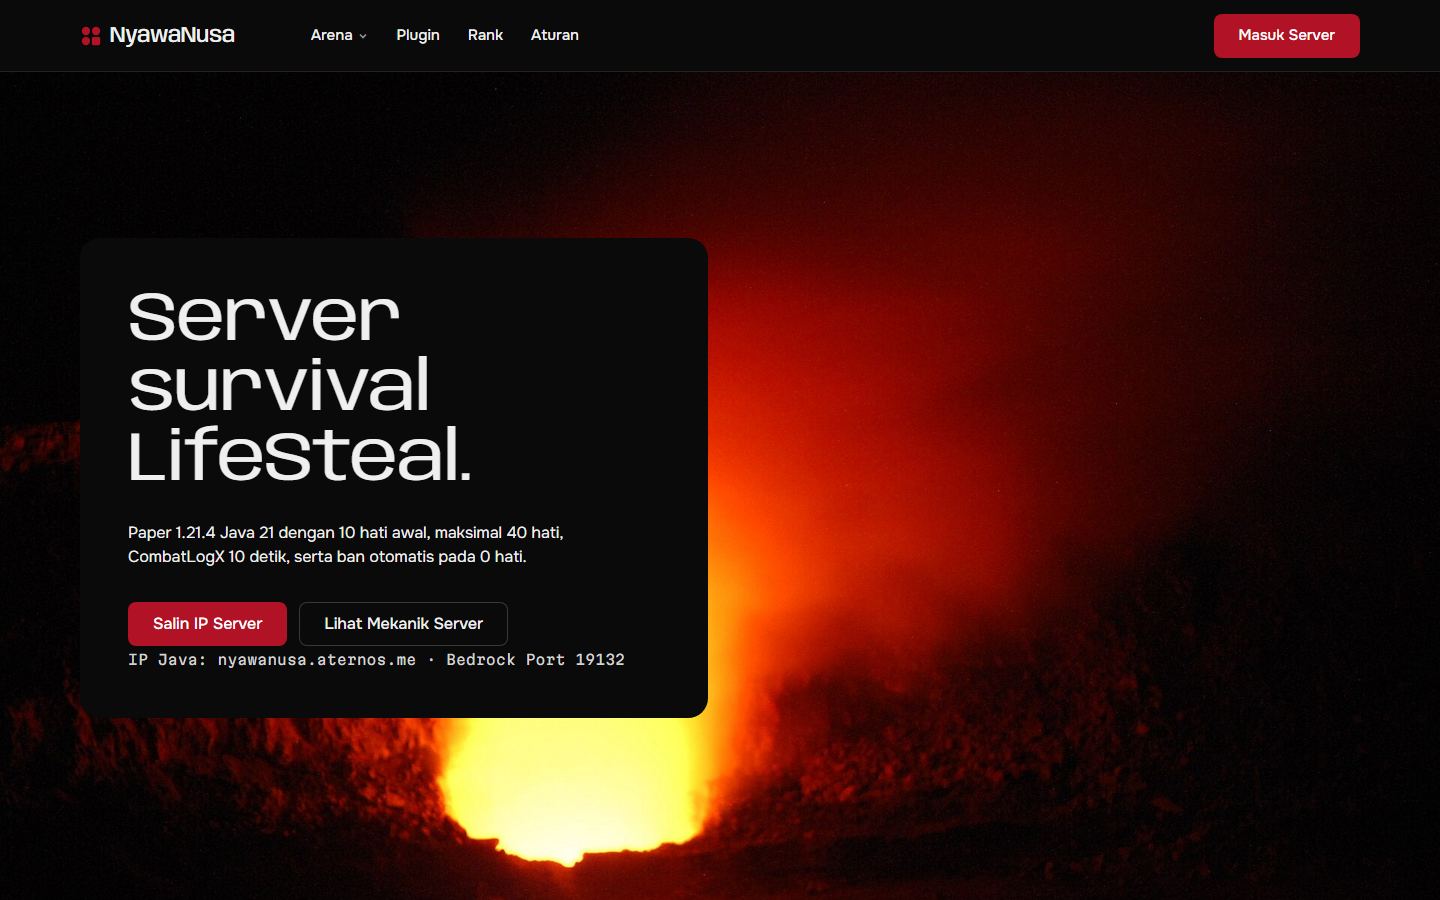 NyawaNusa
Arena
Plugin
Rank
Aturan
Masuk Server
Server
survival
LifeSteal.
Paper 1.21.4 Java 21 dengan 10 hati awal, maksimal 40 hati,
CombatLogX 10 detik, serta ban otomatis pada 0 hati.
Salin IP Server
Lihat Mekanik Server
IP Java: nyawanusa.aternos.me · Bedrock Port 19132